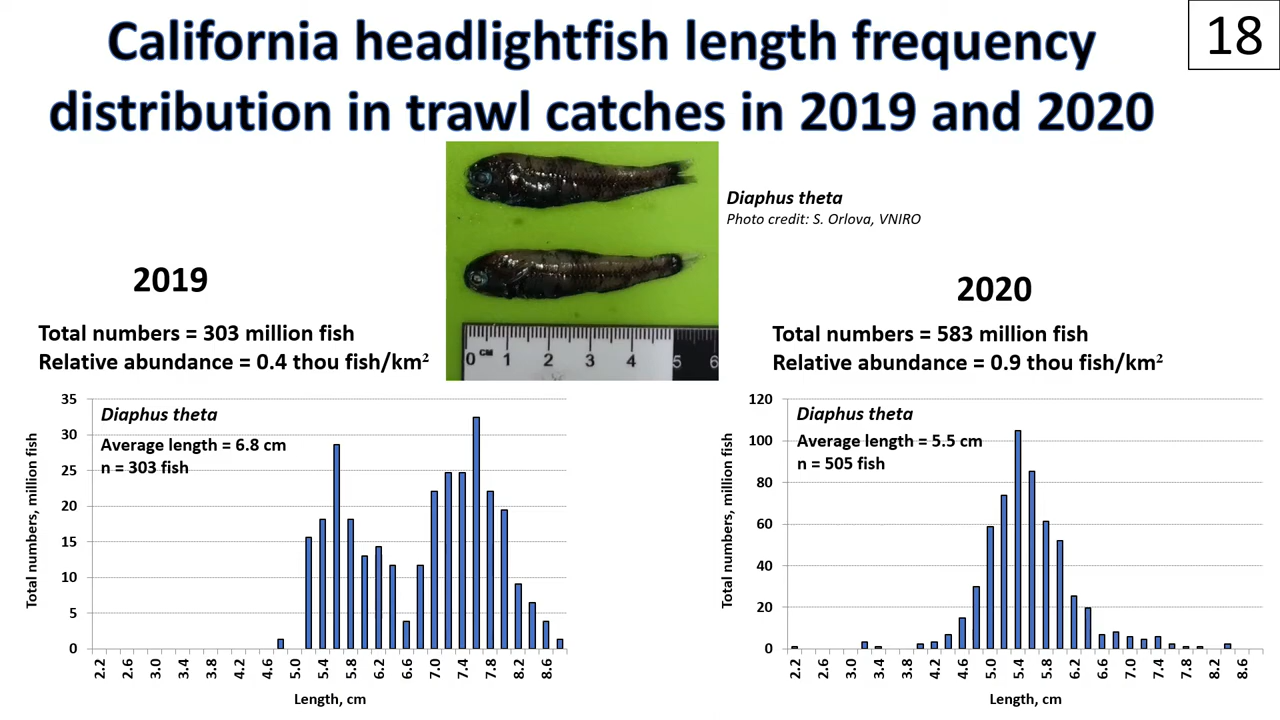 California headlightfish length frequency
distribution in trawl catches in 2019 and 2020
18
Diaphus theta
Photo credit: S. Orlova, VNIRO
0 CM 1 2 3 4 5 6
2019
Total numbers = 303 million fish
Relative abundance = 0.4 thou fish/km²
Diaphus theta
Average length = 6.8 cm
n = 303 fish
Total numbers, million fish
35
30
25
20
15
10
5
0
2.2 2.6 3.0 3.4 3.8 4.2 4.6 5.0 5.4 5.8 6.2 6.6 7.0 7.4 7.8 8.2 8.6
Length, cm
2020
Total numbers = 583 million fish
Relative abundance = 0.9 thou fish/km²
Diaphus theta
Average length = 5.5 cm
n = 505 fish
Total numbers, million fish
120
100
80
60
40
20
0
2.2 2.6 3.0 3.4 3.8 4.2 4.6 5.0 5.4 5.8 6.2 6.6 7.0 7.4 7.8 8.2 8.6
Length, cm